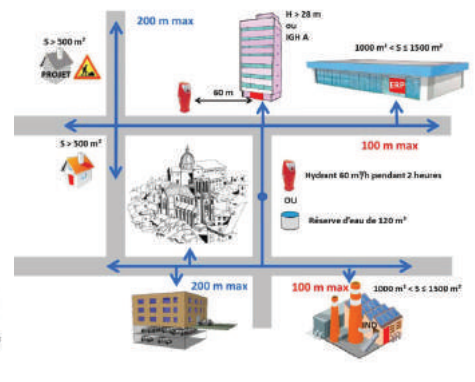 200 m max
H > 28 m
ou
IGH A
S > 500 m²
PROJET
1000 m² < S ≤ 1500 m²
60 m
ERP
100 m max
S > 500 m²
Hydrant 60 m³/h pendant 2 heures
OU
Réserve d'eau de 120 m³
200 m max
100 m max
1000 m² < S ≤ 1500 m²
IND